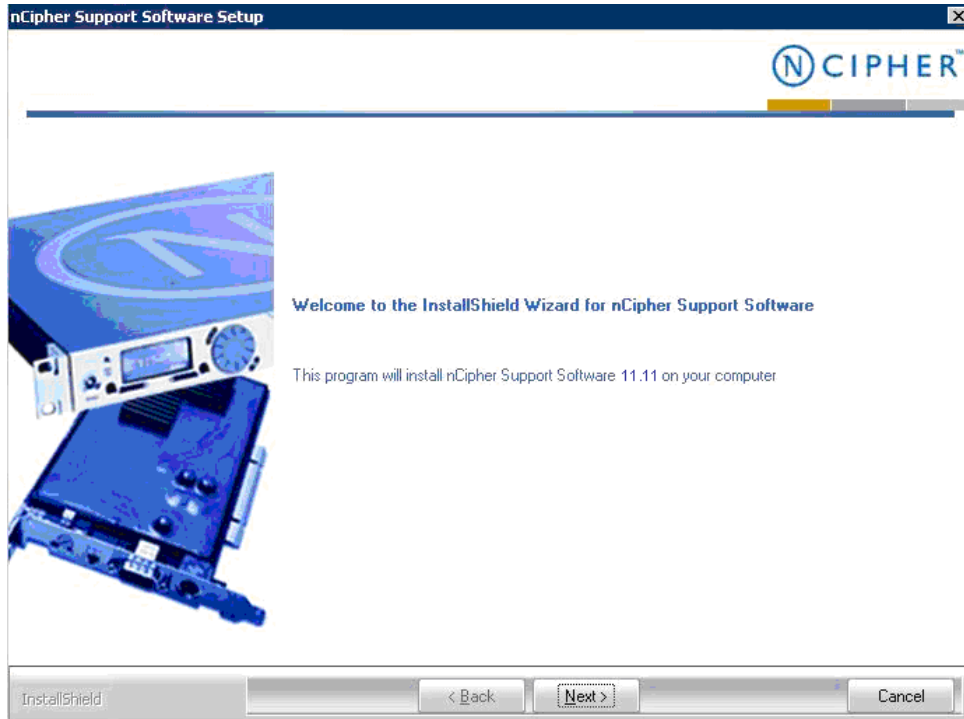 nCipher Support Software Setup
NCIPHER™
Welcome to the InstallShield Wizard for nCipher Support Software
This program will install nCipher Support Software 11.11 on your computer
InstallShield
< Back
Next >
Cancel